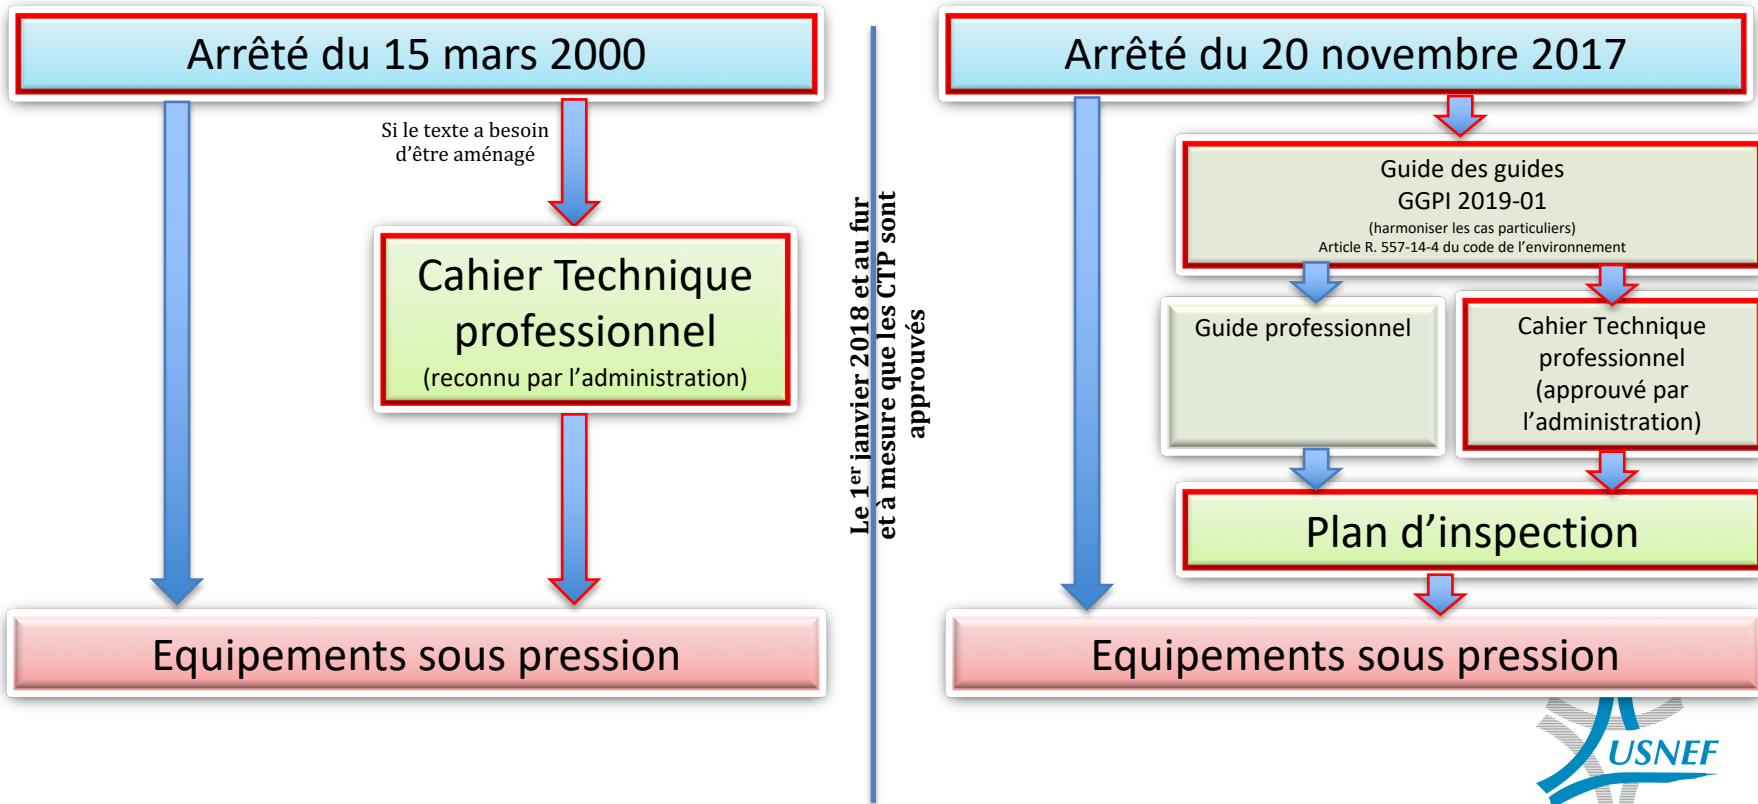 Arrêté du 15 mars 2000
Si le texte a besoin
d’être aménagé
Cahier Technique
professionnel
(reconnu par l’administration)
Equipements sous pression
Le 1er janvier 2018 et au fur
et à mesure que les CTP sont
approuvés
Arrêté du 20 novembre 2017
Guide des guides
GGPI 2019-01
(harmoniser les cas particuliers)
Article R. 557-14-4 du code de l’environnement
Guide professionnel
Cahier Technique
professionnel
(approuvé par
l’administration)
Plan d’inspection
Equipements sous pression
USNEF